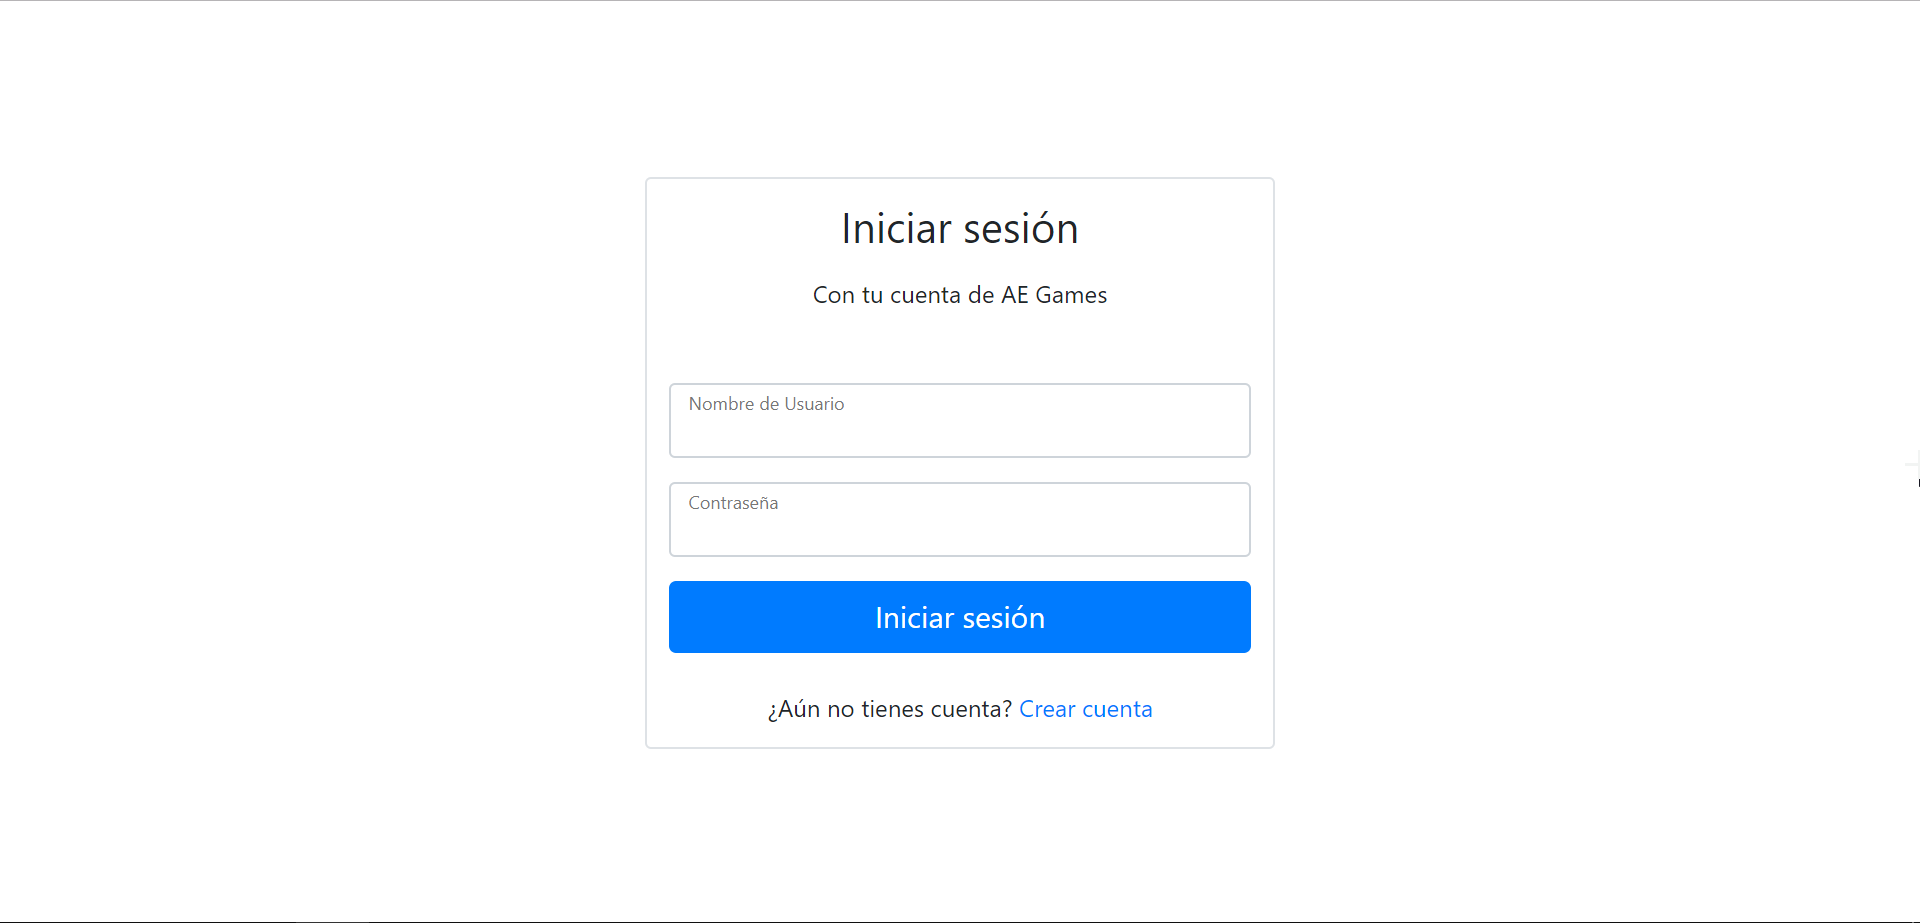 Iniciar sesión
Con tu cuenta de AE Games
Nombre de Usuario
Contraseña
Iniciar sesión
¿Aún no tienes cuenta? Crear cuenta